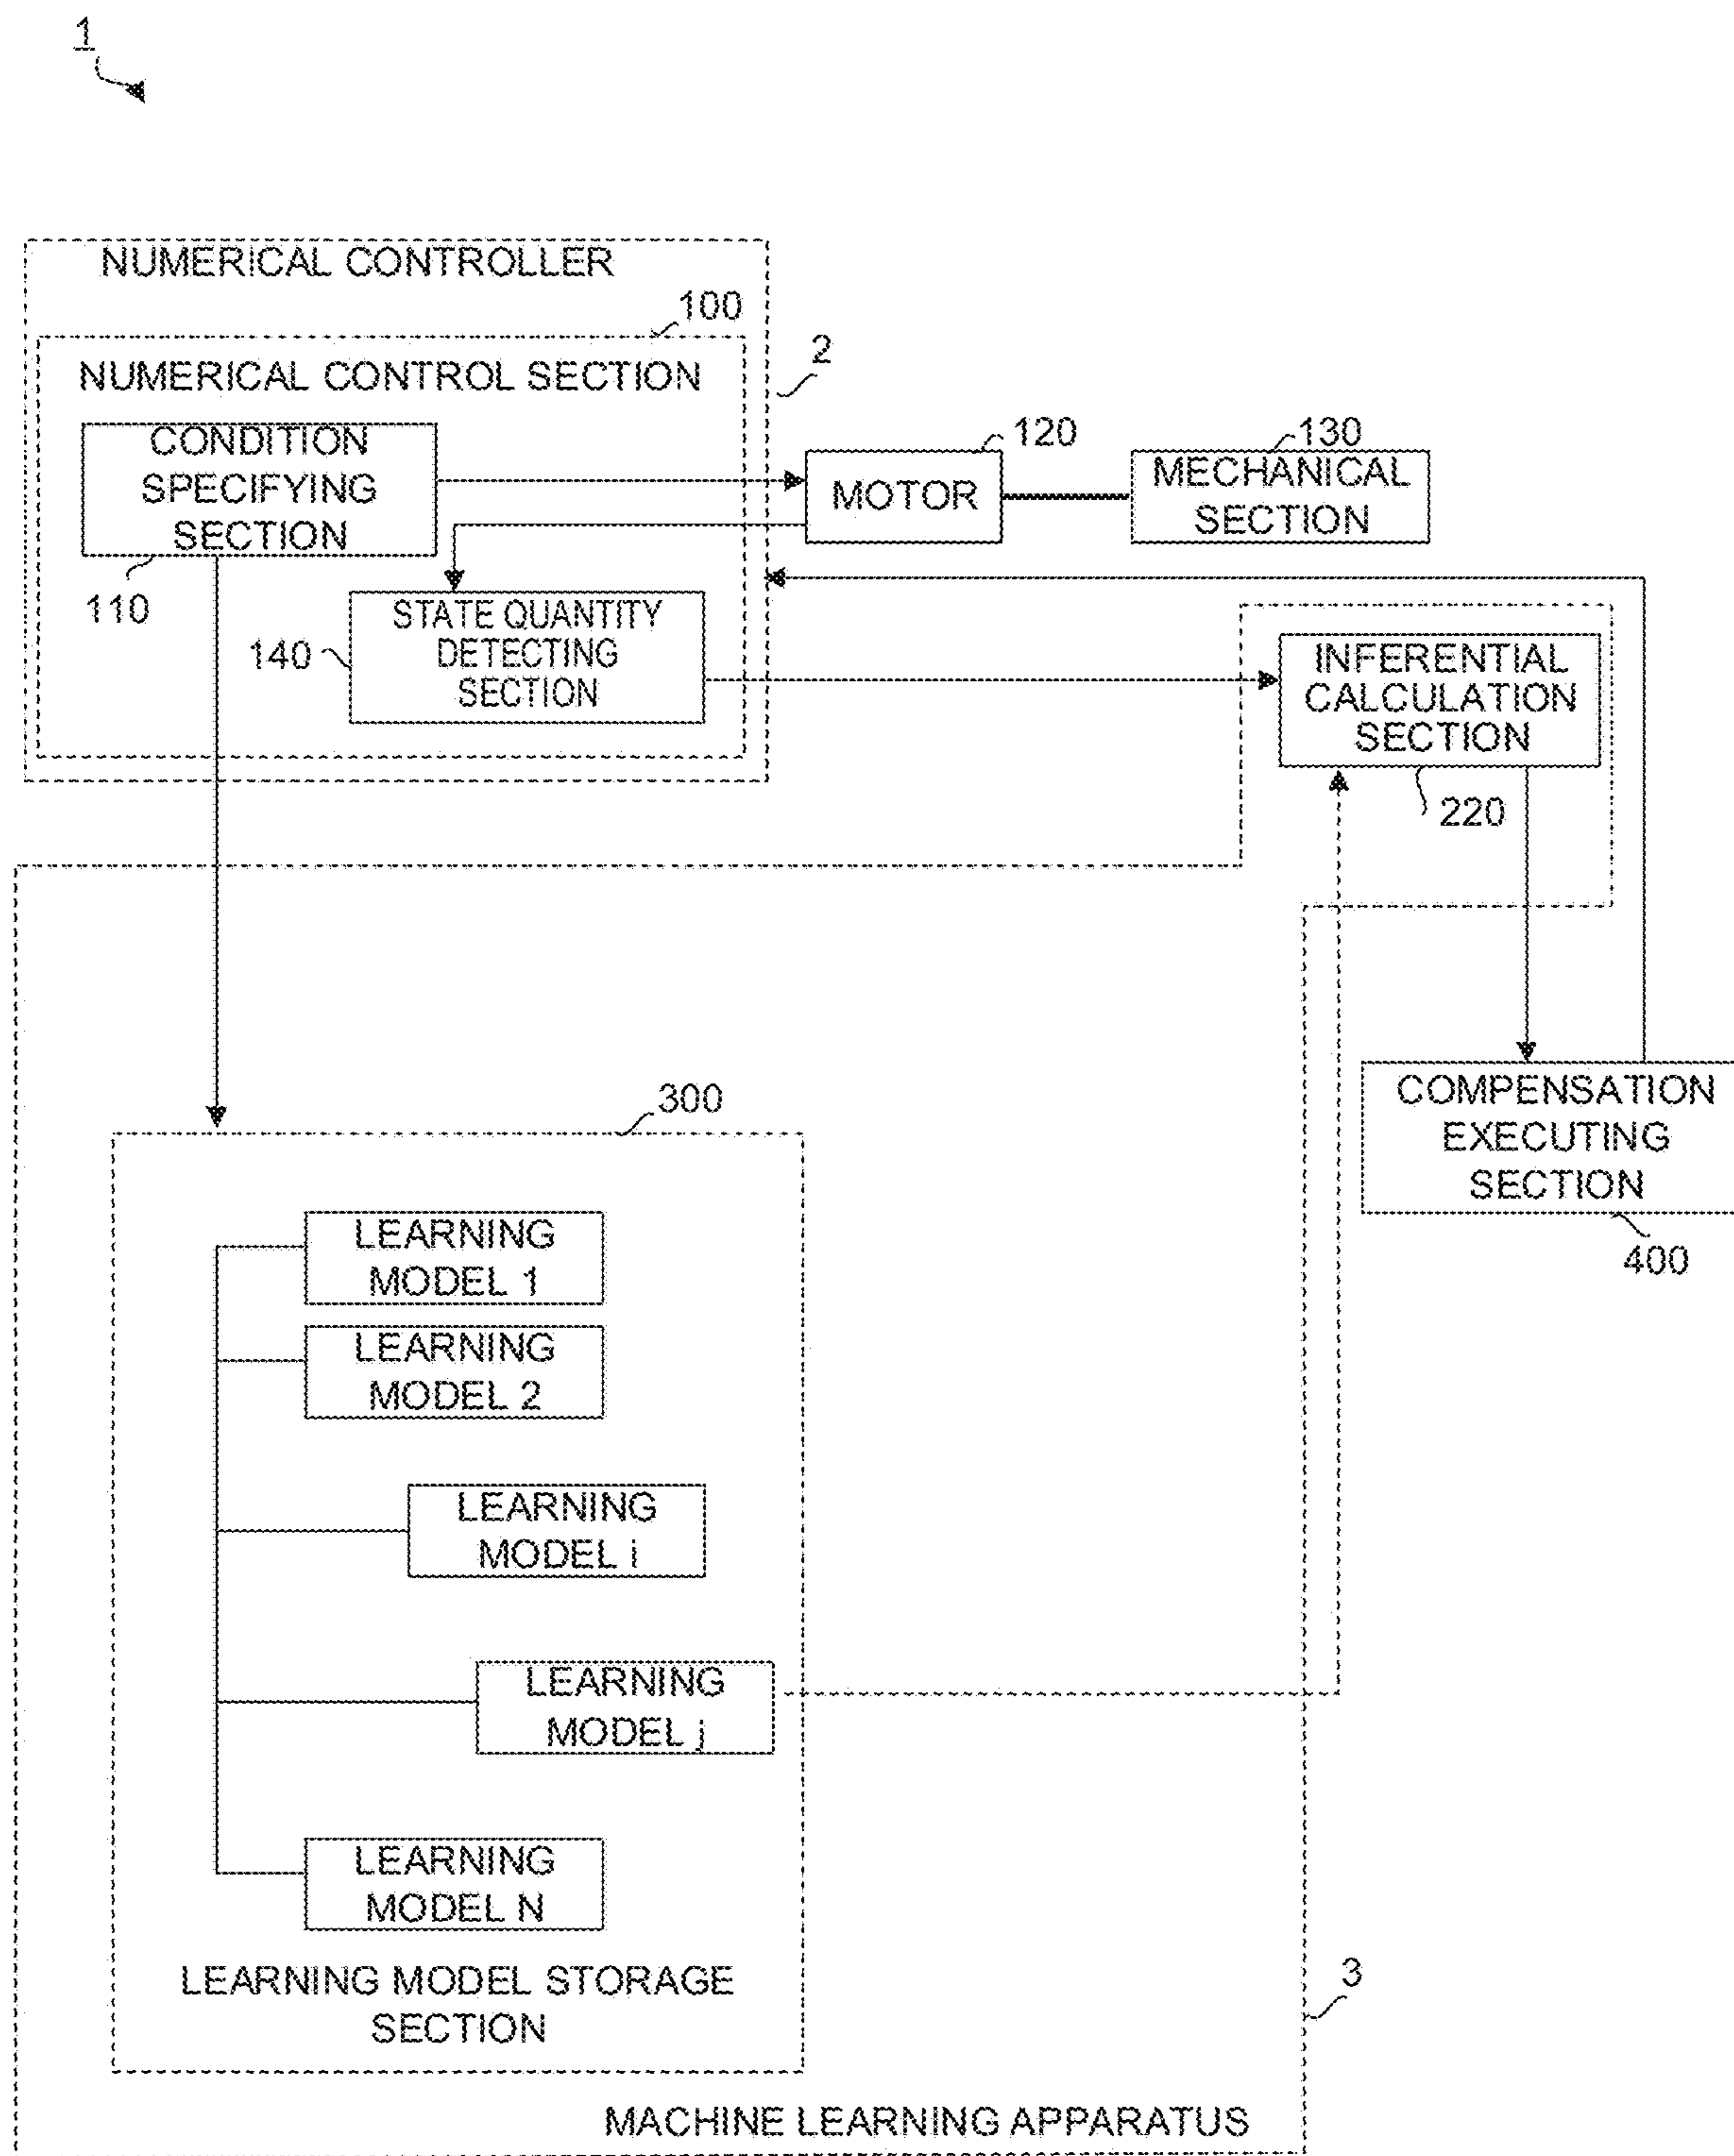 1
NUMERICAL CONTROLLER
100
NUMERICAL CONTROL SECTION
2
CONDITION
SPECIFYING
SECTION
110
120
MOTOR
130
MECHANICAL
SECTION
STATE QUANTITY
DETECTING
SECTION
140
INFERENTIAL
CALCULATION
SECTION
220
COMPENSATION
EXECUTING
SECTION
400
300
LEARNING
MODEL 1
LEARNING
MODEL 2
LEARNING
MODEL i
LEARNING
MODEL j
LEARNING
MODEL N
LEARNING MODEL STORAGE
SECTION
3
MACHINE LEARNING APPARATUS